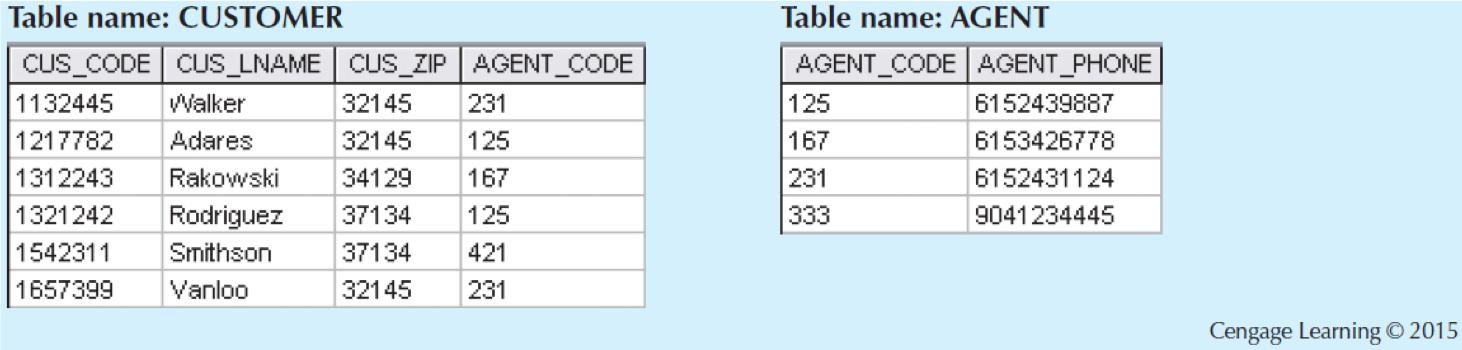 Table name: CUSTOMER
CUS_CODE CUS_LNAME CUS_ZIP AGENT_CODE
1132445 Walker 32145 231
1217782 Adares 32145 125
1312243 Rakowski 34129 167
1321242 Rodriguez 37134 125
1542311 Smithson 37134 421
1657399 Vanloo 32145 231
Table name: AGENT
AGENT_CODE AGENT_PHONE
125 6152439887
167 6153426778
231 6152431124
333 9041234445
Cengage Learning © 2015